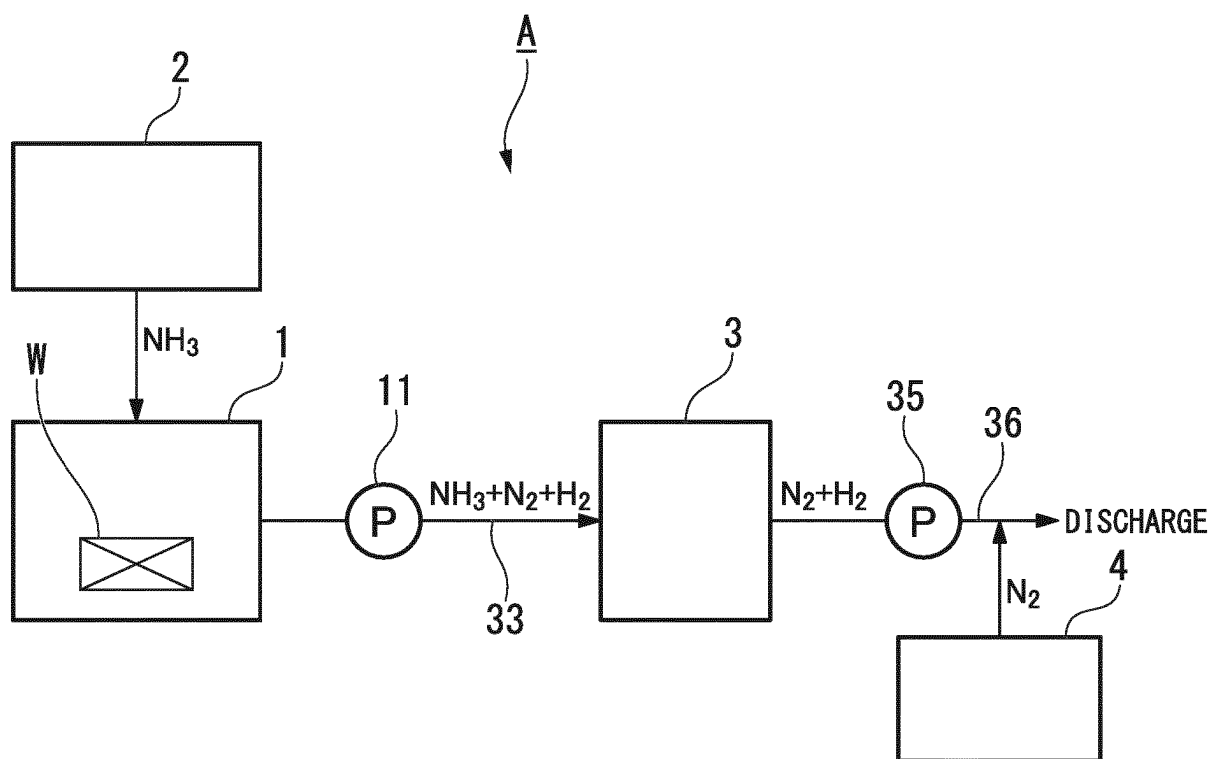 A
2
NH₃
W
1
11
P
NH₃+N₂+H₂
33
3
N₂+H₂
35
P
36
DISCHARGE
N₂
4